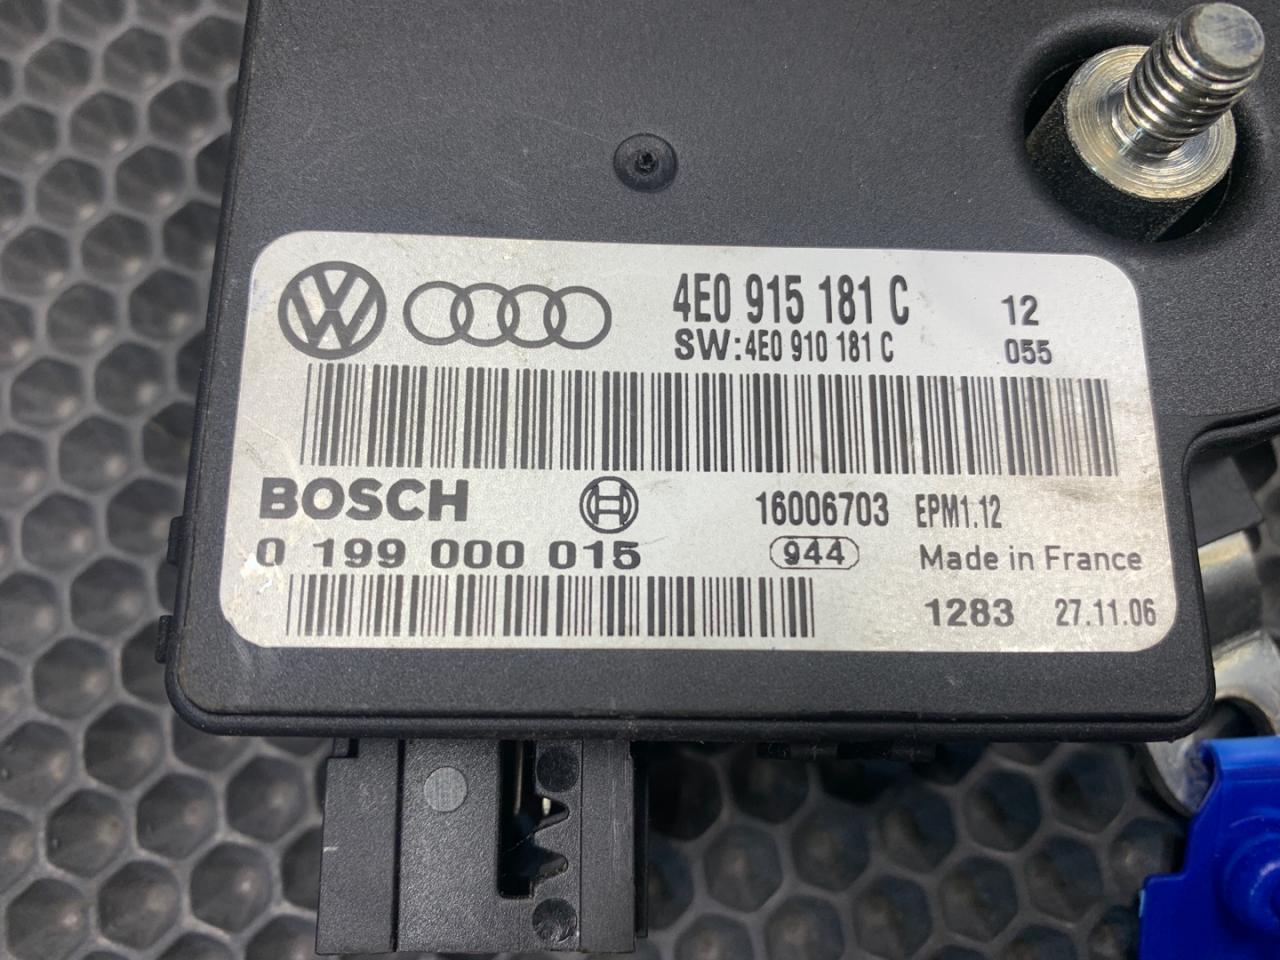 4E0 915 181 C 12
SW:4E0 910 181 C 055
BOSCH 16006703 EPM1.12
0 199 000 015 944 Made in France
1283 27.11.06